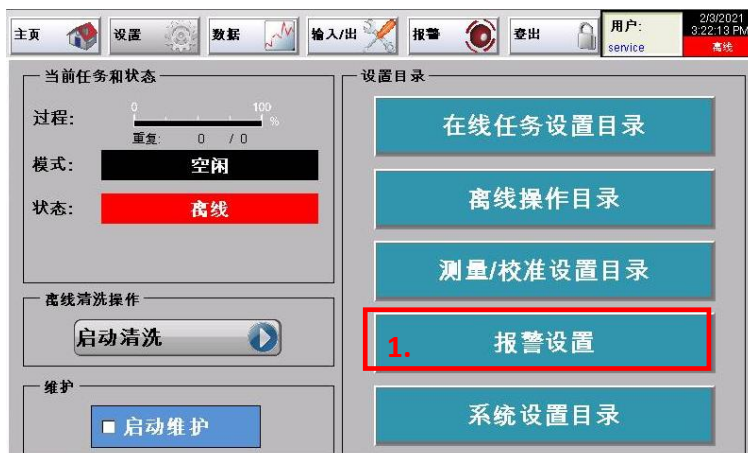 主页 设置 数据 输入/出 报警 登出 用户: 2/3/2021
service 3:22:13 PM
离线
当前任务和状态
过程: 0 100 %
重复: 0 / 0
模式: 空闲
状态: 离线
离线清洗操作
启动清洗
维护
启动维护
设置目录
在线任务设置目录
离线操作目录
测量/校准设置目录
1. 报警设置
系统设置目录